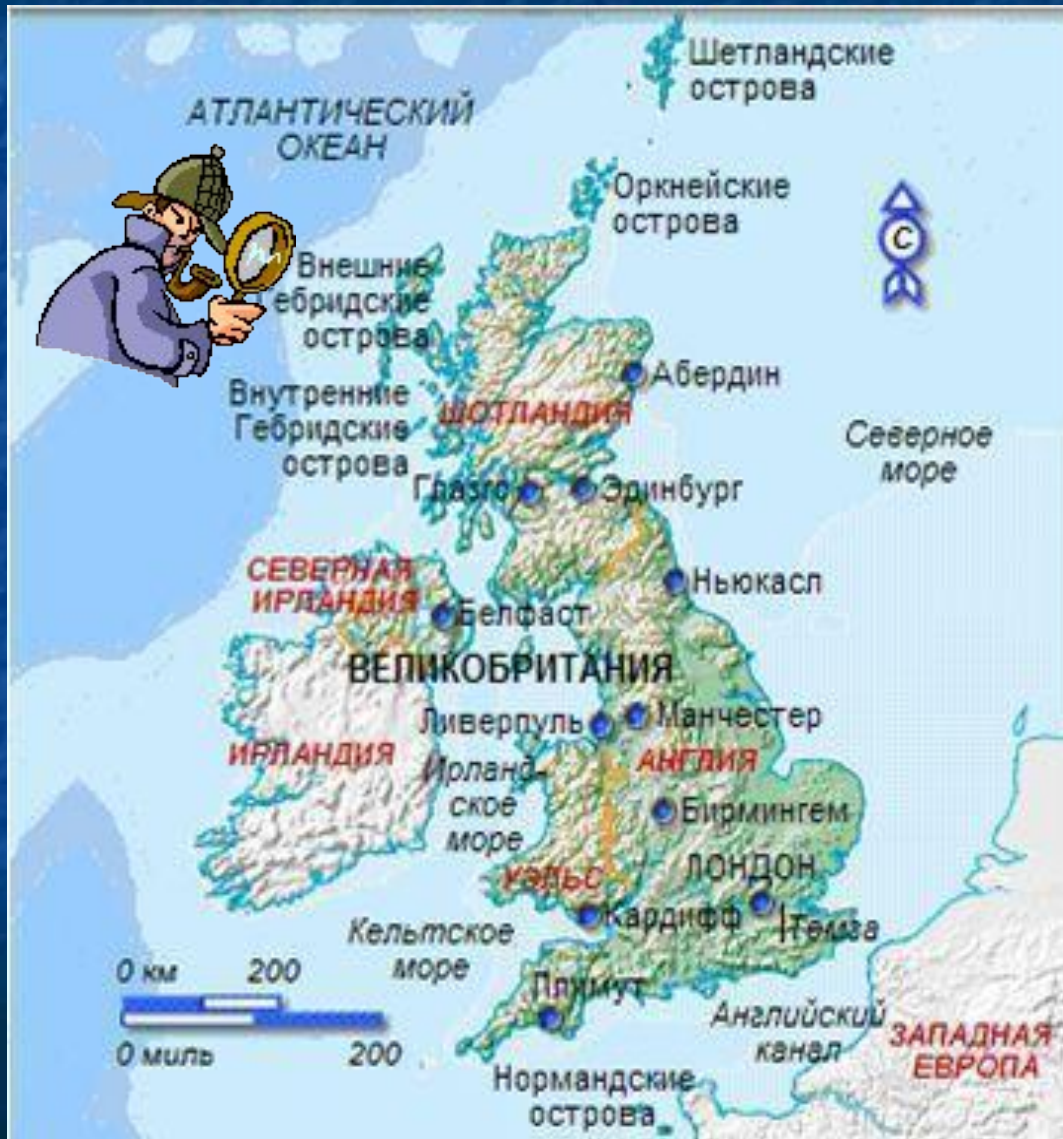 Шетландские
острова
АТЛАНТИЧЕСКИЙ
ОКЕАН
Оркнейские
острова
С
Внешние
ебридские
острова
Абердин
Внутренние
Гебридские
острова
ШОТЛАНДИЯ
Северное
море
Глазго
Эдинбург
СЕВЕРНАЯ
ИРЛАНДИЯ
Ньюкасл
Белфаст
ВЕЛИКОБРИТАНИЯ
Ливерпуль
Манчестер
ИРЛАНДИЯ
АНГЛИЯ
Ирланд-
ское
море
Бирмингем
ЛОНДОН
УЭЛЬС
Кардифф
Темза
Кельтское
море
0 км 200
0 миль 200
Плимут
Английский
канал
ЗАПАДНАЯ
ЕВРОПА
Нормандские
острова